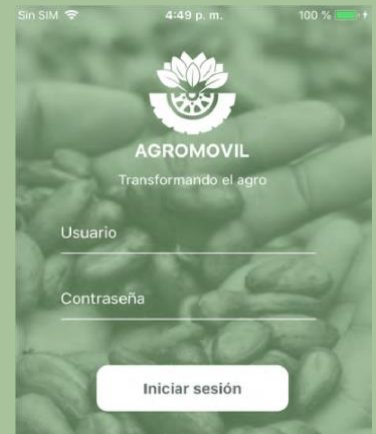 Sin SIM 4:49 p. m. 100 %
AGROMOVIL
Transformando el agro
Usuario
Contraseña
Iniciar sesión